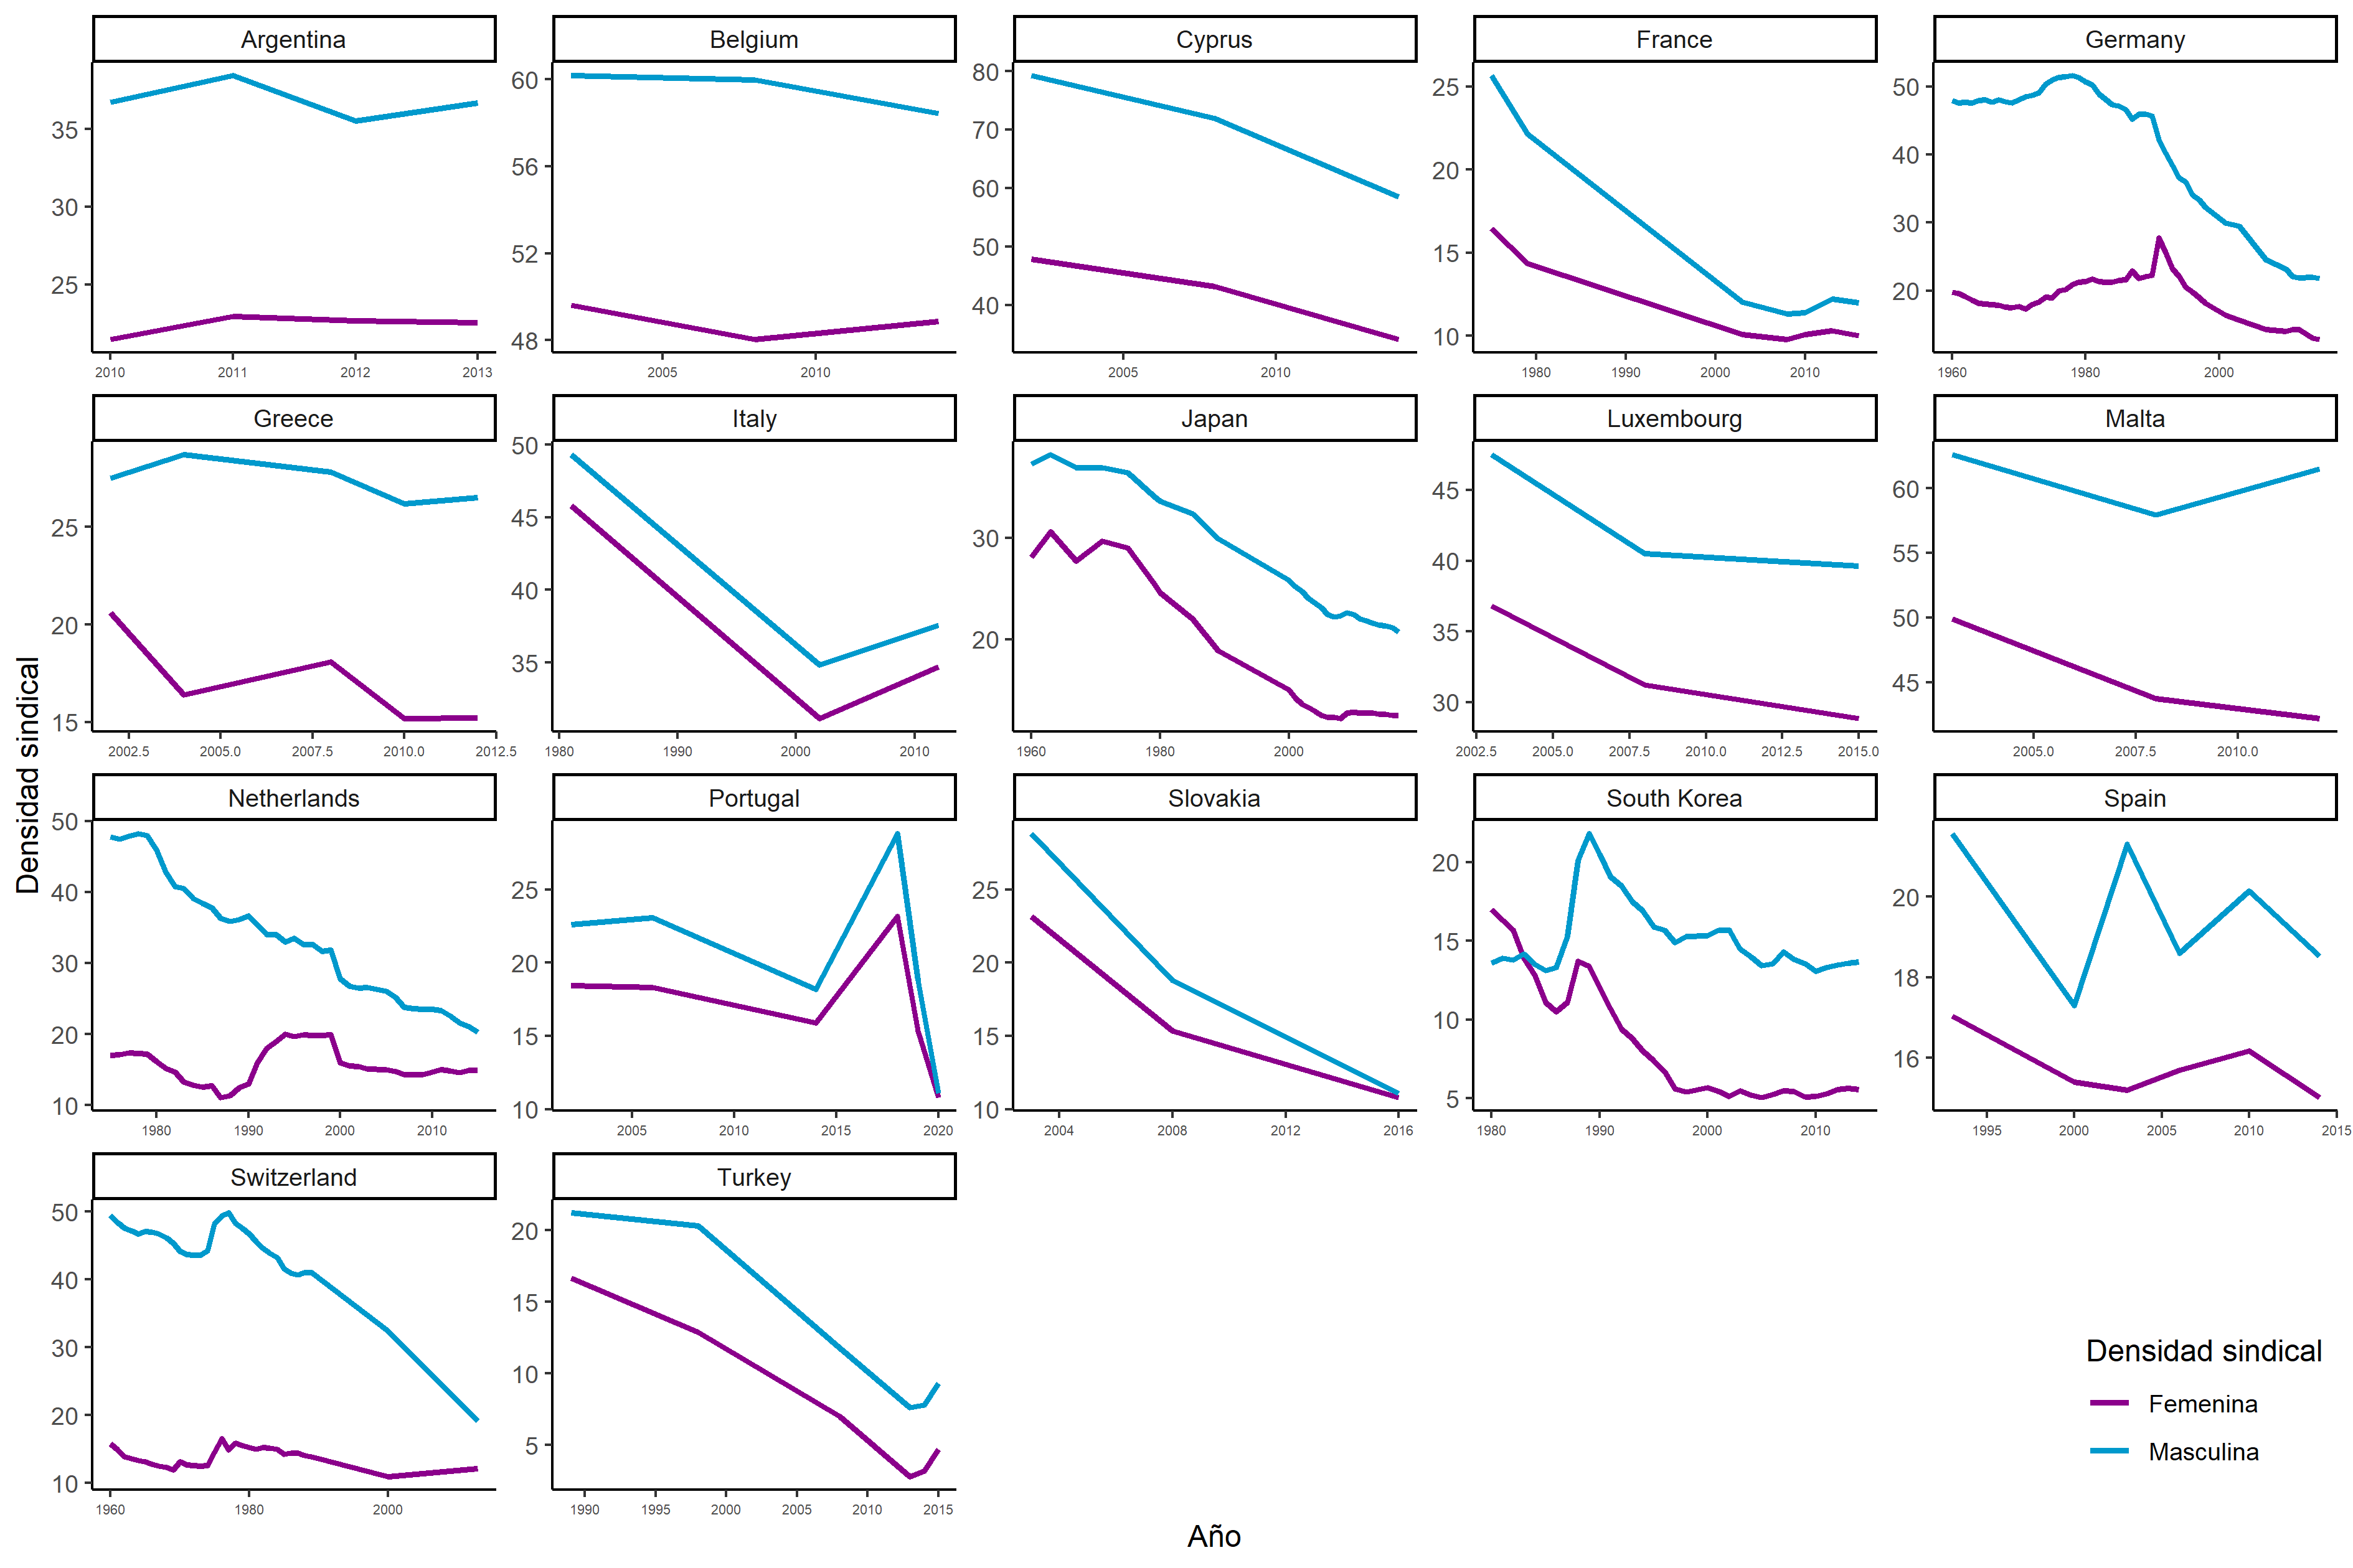 Argentina Belgium Cyprus France Germany
35
30
25
2010 2011 2012 2013
60
56
52
48
2005 2010
80
70
60
50
40
2005 2010
25
20
15
10
1980 1990 2000 2010
50
40
30
20
1960 1980 2000
Greece Italy Japan Luxembourg Malta
25
20
15
2002.5 2005.0 2007.5 2010.0 2012.5
50
45
40
35
1980 1990 2000 2010
30
20
1960 1980 2000
45
40
35
30
2002.5 2005.0 2007.5 2010.0 2012.5 2015.0
60
55
50
45
2005.0 2007.5 2010.0
Densidad sindical
Netherlands Portugal Slovakia South Korea Spain
50
40
30
20
10
1980 1990 2000 2010
25
20
15
10
2005 2010 2015 2020
25
20
15
10
2004 2008 2012 2016
20
15
10
5
1980 1990 2000 2010
20
18
16
1995 2000 2005 2010 2015
Switzerland Turkey
50
40
30
20
10
1960 1980 2000
20
15
10
5
1990 1995 2000 2005 2010 2015
Densidad sindical
Femenina
Masculina
Año